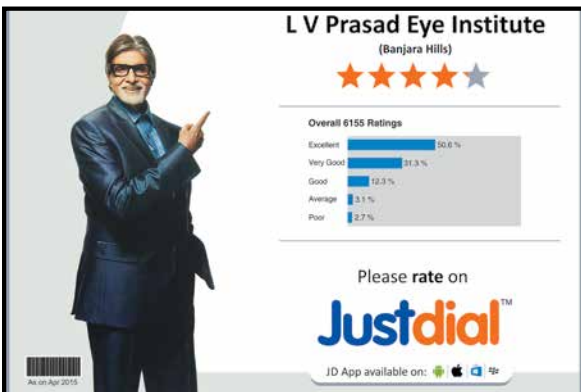 L V Prasad Eye Institute
(Banjara Hills)
Overall 6155 Ratings
Excellent 50.6 %
Very Good 31.3 %
Good 12.3 %
Average 3.1 %
Poor 2.7 %
Please rate on
Justdial™
JD App available on:
As on Apr 2015